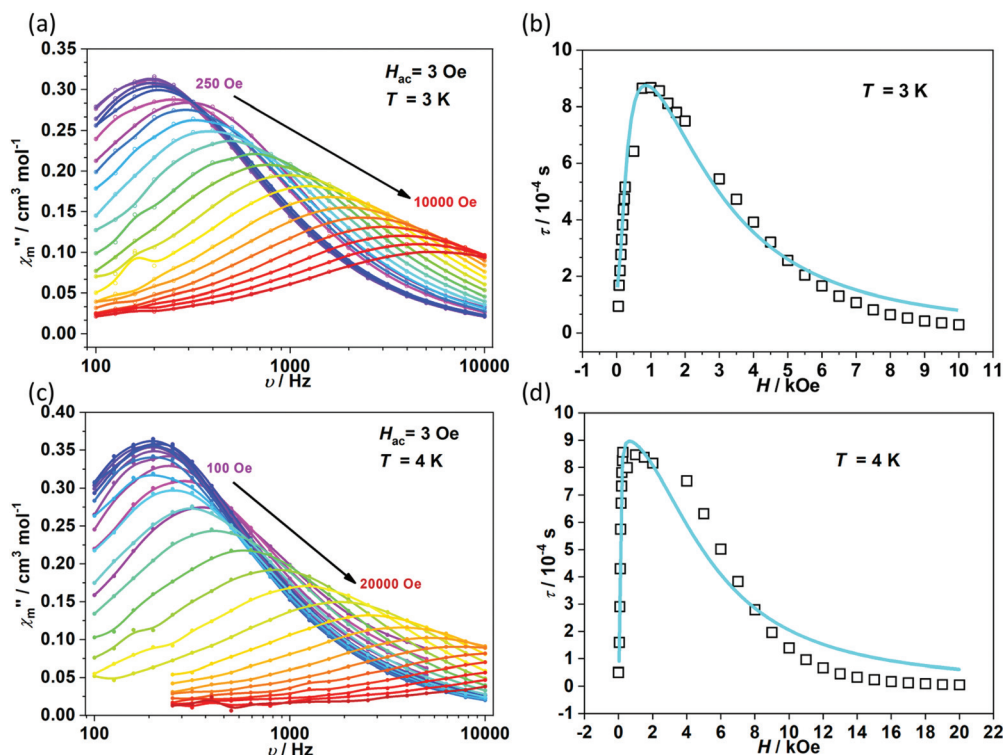 (a)
0.35
0.30
0.25
0.20
0.15
0.10
0.05
0.00
χm'' / cm³ mol⁻¹
250 Oe
Hac = 3 Oe
T = 3 K
10000 Oe
100 1000 10000
υ / Hz
(b)
10
8
6
4
2
0
τ / 10⁻⁴ s
T = 3 K
-1 0 1 2 3 4 5 6 7 8 9 10 11
H / kOe
(c)
0.40
0.35
0.30
0.25
0.20
0.15
0.10
0.05
0.00
χm'' / cm³ mol⁻¹
Hac = 3 Oe
T = 4 K
100 Oe
20000 Oe
100 1000 10000
υ / Hz
(d)
10
9
8
7
6
5
4
3
2
1
0
-1
τ / 10⁻⁴ s
T = 4 K
-2 0 2 4 6 8 10 12 14 16 18 20 22
H / kOe